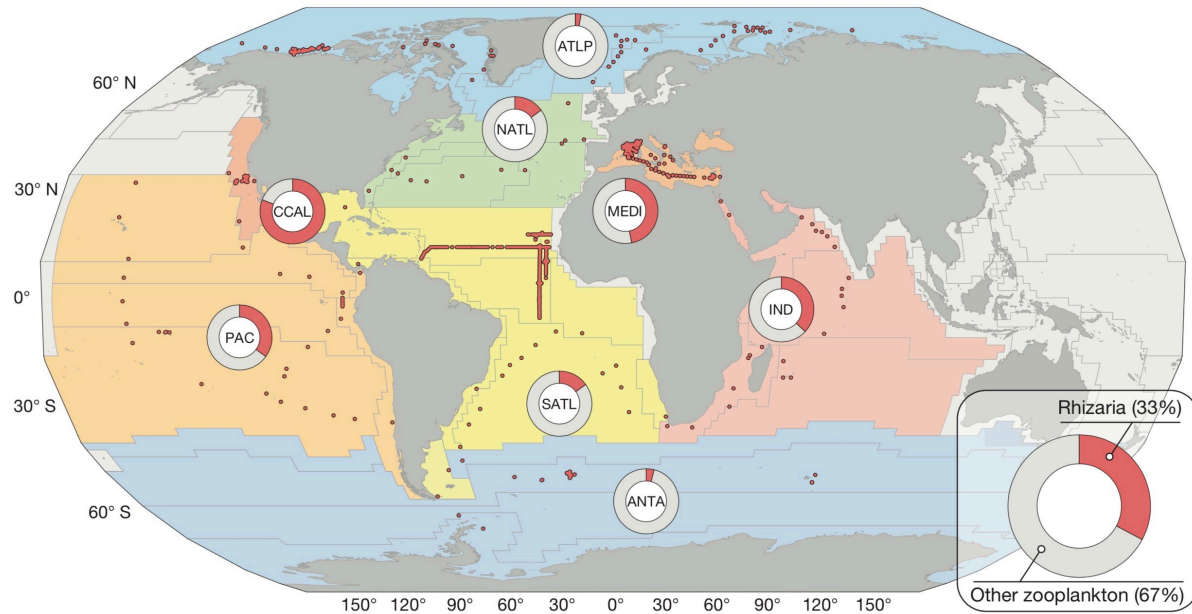 ATLP
60° N
NATL
30° N
CCAL
MEDI
0°
IND
PAC
30° S
SATL
Rhizaria (33%)
60° S
ANTA
Other zooplankton (67%)
150° 120° 90° 60° 30° 0° 30° 60° 90° 120° 150°